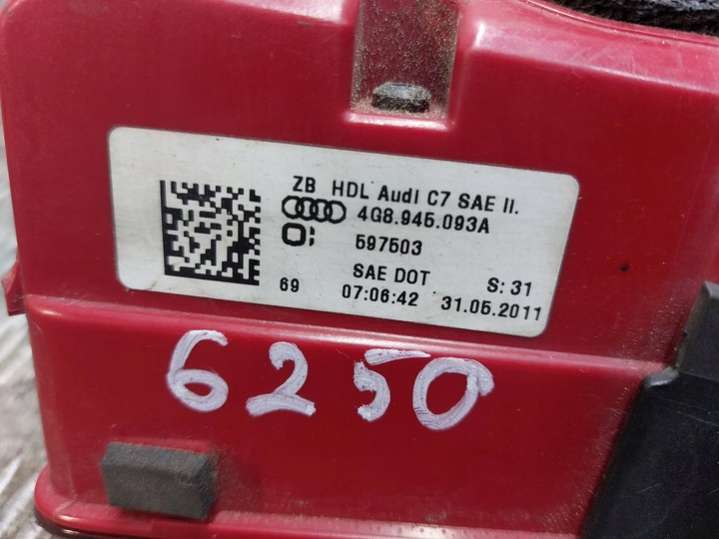 ZB HDL Audi C7 SAE II.
4G8.945.093A
597503
SAE DOT S: 31
69 07:06:42 31.05.2011
6250